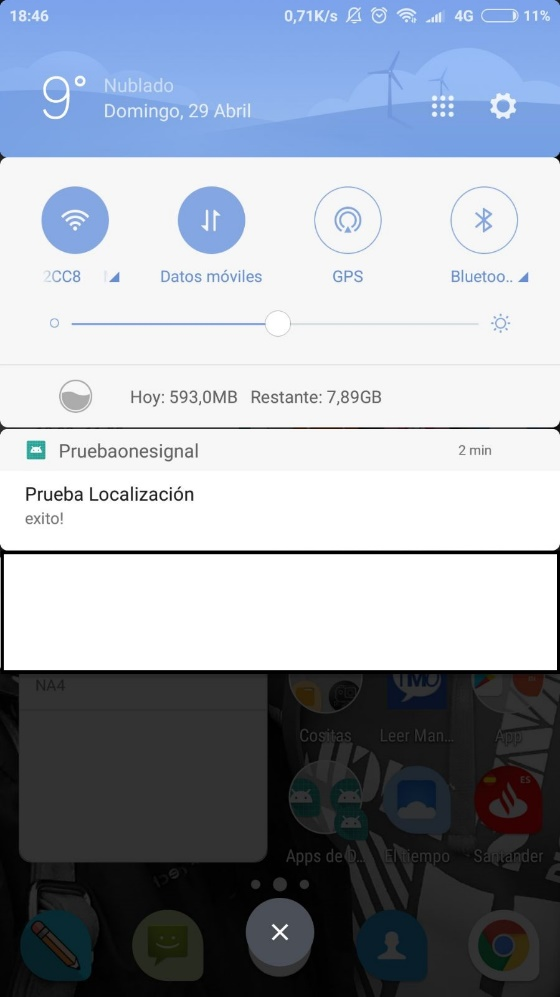 18:46 0,71K/s 4G 11%
9° Nublado
Domingo, 29 Abril
2CC8 Datos móviles GPS Bluetoo..
Hoy: 593,0MB Restante: 7,89GB
Pruebaonesignal 2 min
Prueba Localización
exito!
NA4
TMO
Cositas Leer Man... App
ES
Apps de D... El tiempo Santander